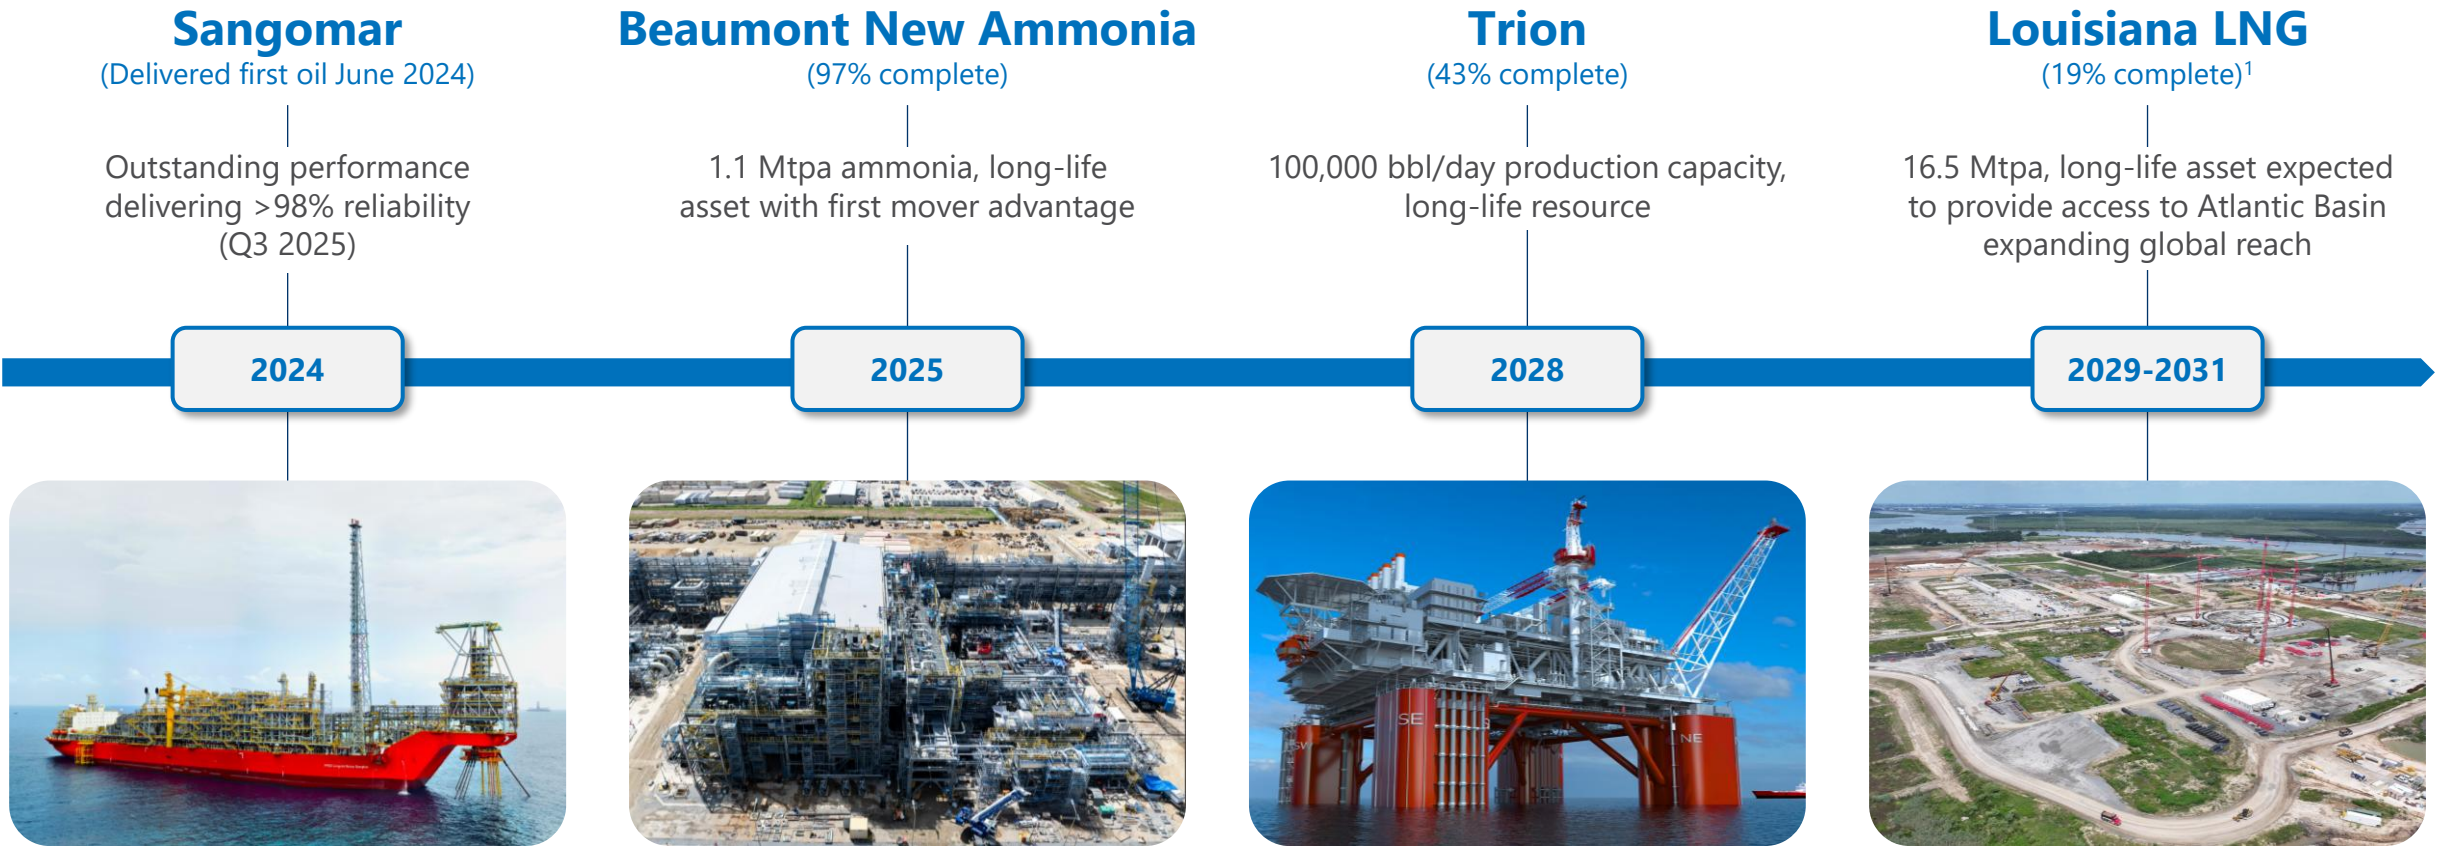 Sangomar
(Delivered first oil June 2024)
Outstanding performance
delivering >98% reliability
(Q3 2025)
2024
Beaumont New Ammonia
(97% complete)
1.1 Mtpa ammonia, long-life
asset with first mover advantage
2025
Trion
(43% complete)
100,000 bbl/day production capacity,
long-life resource
2028
SW
SE
NE
Louisiana LNG
(19% complete)¹
16.5 Mtpa, long-life asset expected
to provide access to Atlantic Basin
expanding global reach
2029-2031